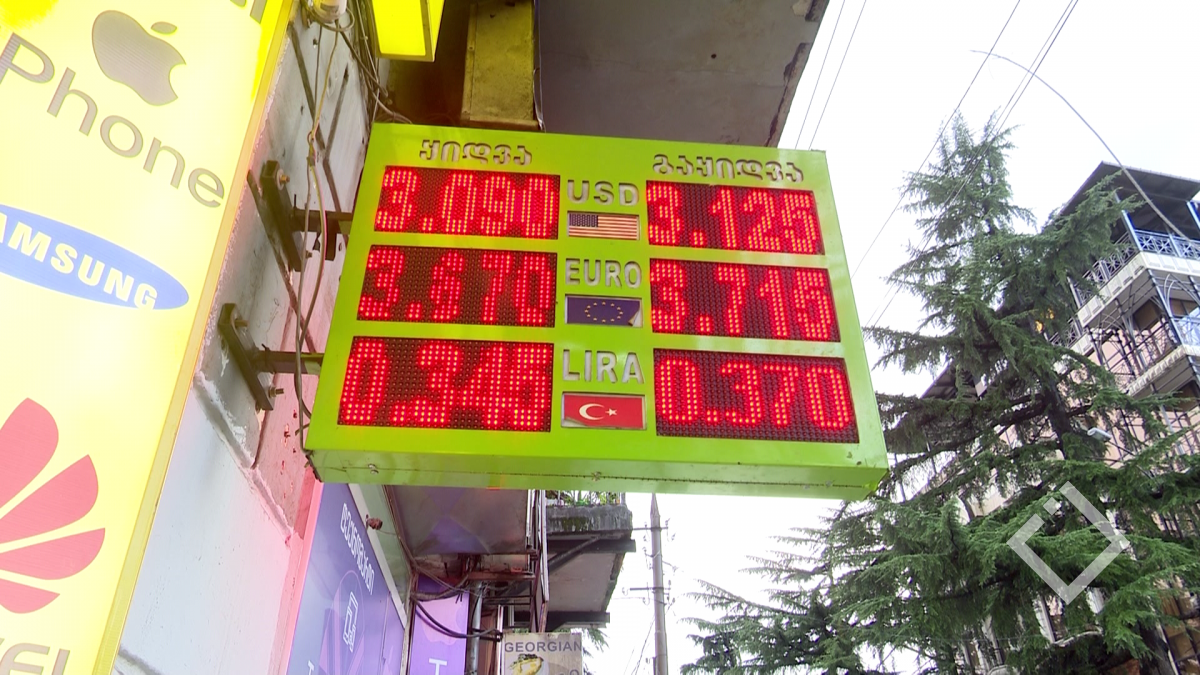 Phone
SAMSUNG
ყიდვა
გაყიდვა
3.090 USD 3.125
3.670 EURO 3.715
0.345 LIRA 0.370
GEORGIAN